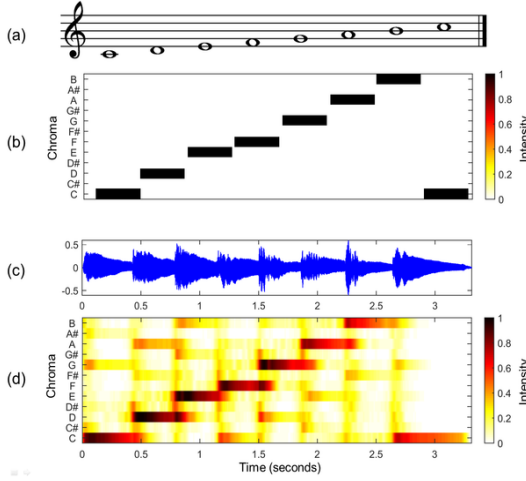 (a)
(b)
Chroma
B
A#
A
G#
G
F#
F
E
D#
D
C#
C
1
0.8
0.6
0.4
0.2
0
Intensity
(c)
0.5
0
-0.5
0 0.5 1 1.5 2 2.5 3
(d)
Chroma
B
A#
A
G#
G
F#
F
E
D#
D
C#
C
0 0.5 1 1.5 2 2.5 3
Time (seconds)
1
0.8
0.6
0.4
0.2
0
Intensity